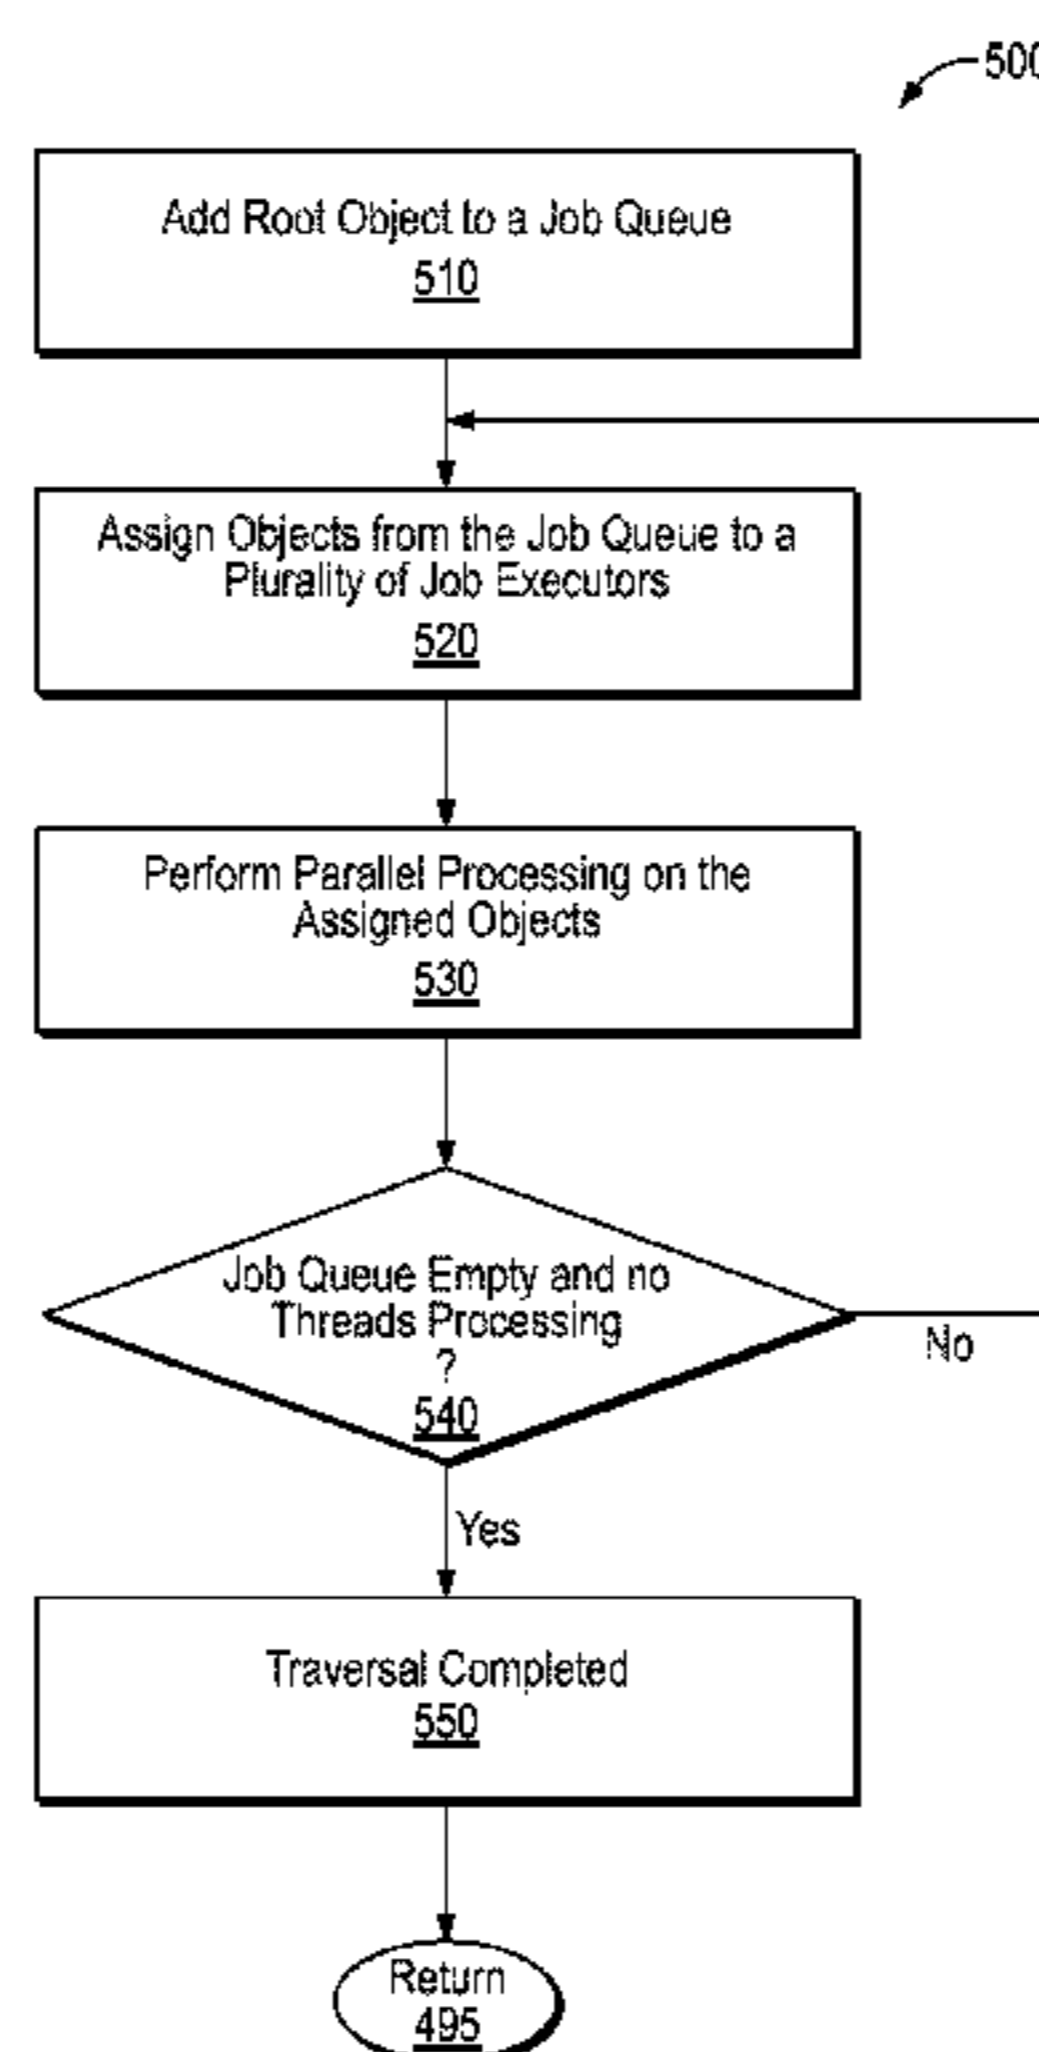 500
Add Root Object to a Job Queue
510
Assign Objects from the Job Queue to a
Plurality of Job Executors
520
Perform Parallel Processing on the
Assigned Objects
530
Job Queue Empty and no
Threads Processing
?
540
No
Yes
Traversal Completed
550
Return
495